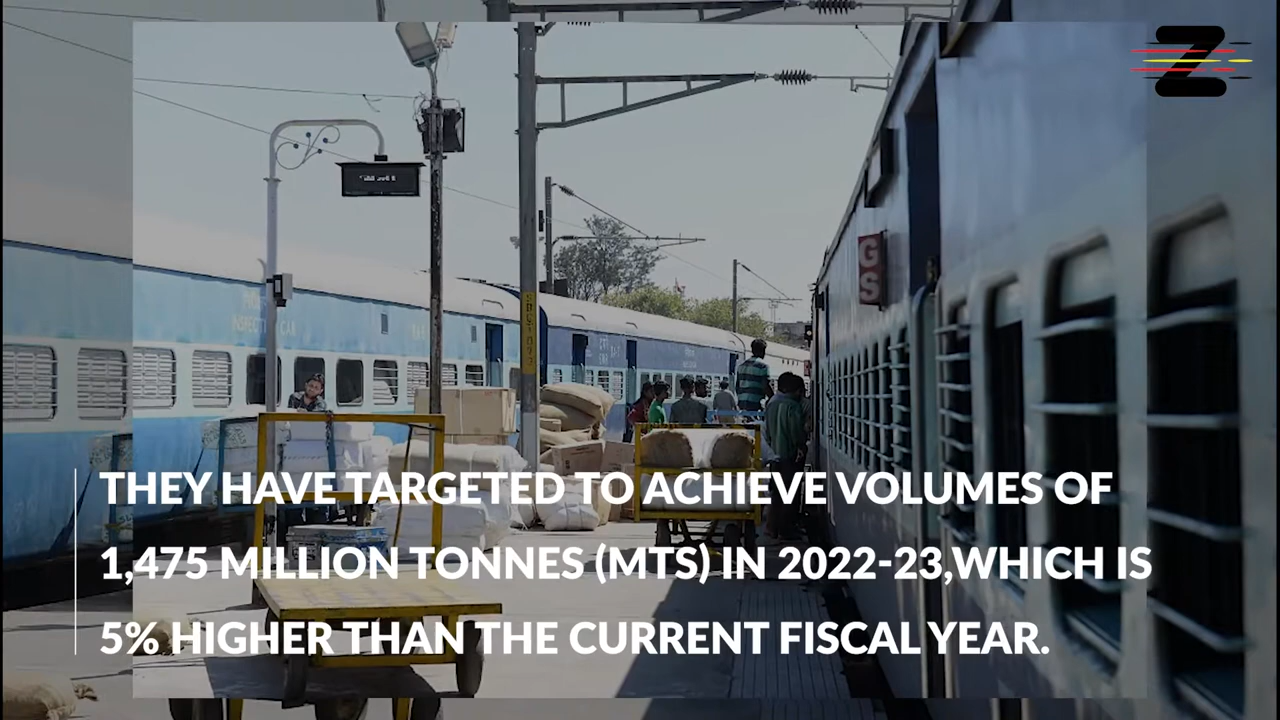 Z
G
S
THEY HAVE TARGETED TO ACHIEVE VOLUMES OF
1,475 MILLION TONNES (MTS) IN 2022-23,WHICH IS
5% HIGHER THAN THE CURRENT FISCAL YEAR.